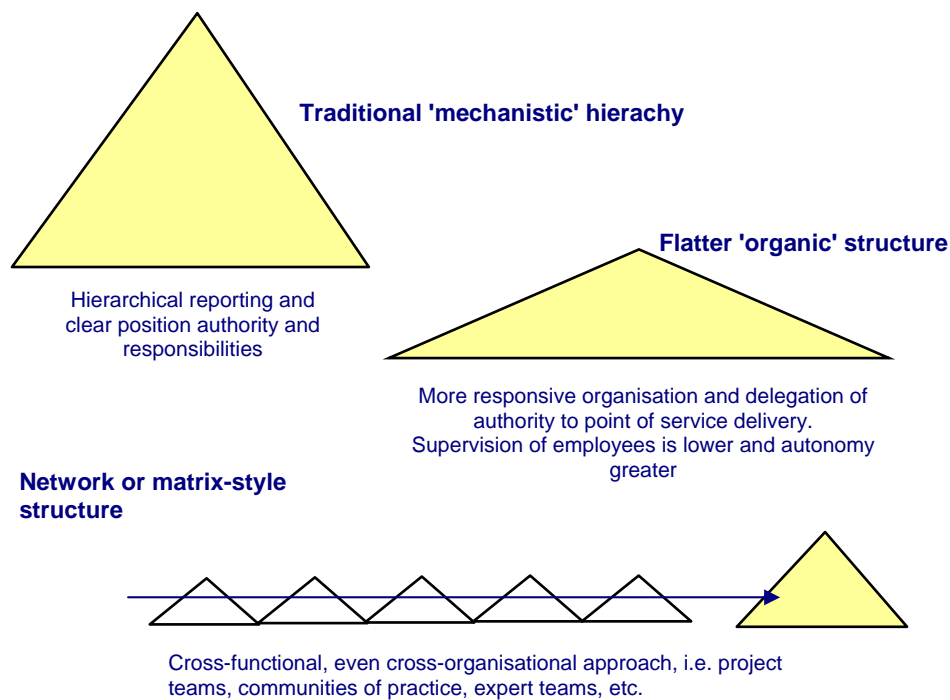 Traditional 'mechanistic' hierachy
Hierarchical reporting and
clear position authority and
responsibilities
Flatter 'organic' structure
More responsive organisation and delegation of
authority to point of service delivery.
Supervision of employees is lower and autonomy
greater
Network or matrix-style
structure
Cross-functional, even cross-organisational approach, i.e. project
teams, communities of practice, expert teams, etc.